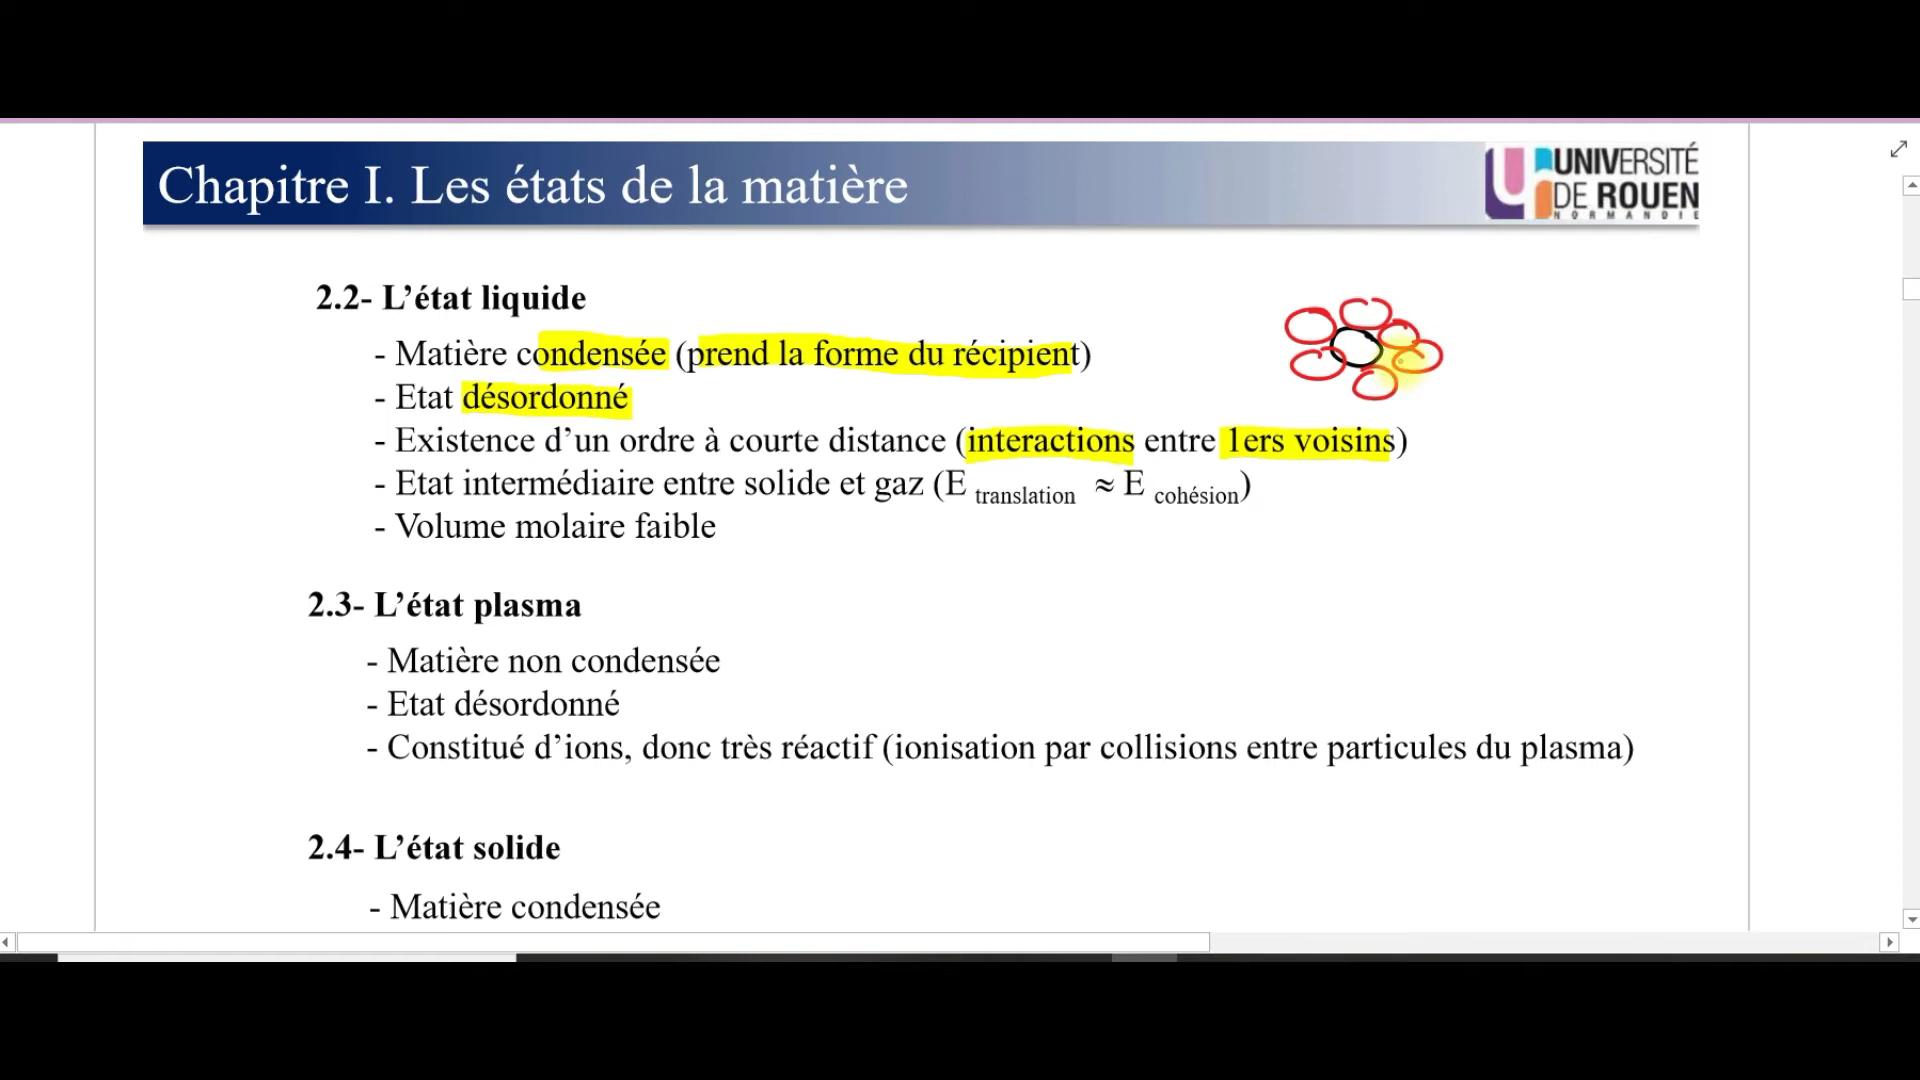 Chapitre I. Les états de la matière
UNIVERSITÉ
DE ROUEN
NORMANDIE
2.2- L’état liquide
- Matière condensée (prend la forme du récipient)
- Etat désordonné
- Existence d’un ordre à courte distance (interactions entre 1ers voisins)
- Etat intermédiaire entre solide et gaz (E translation ≈ E cohésion)
- Volume molaire faible
2.3- L’état plasma
- Matière non condensée
- Etat désordonné
- Constitué d’ions, donc très réactif (ionisation par collisions entre particules du plasma)
2.4- L’état solide
- Matière condensée